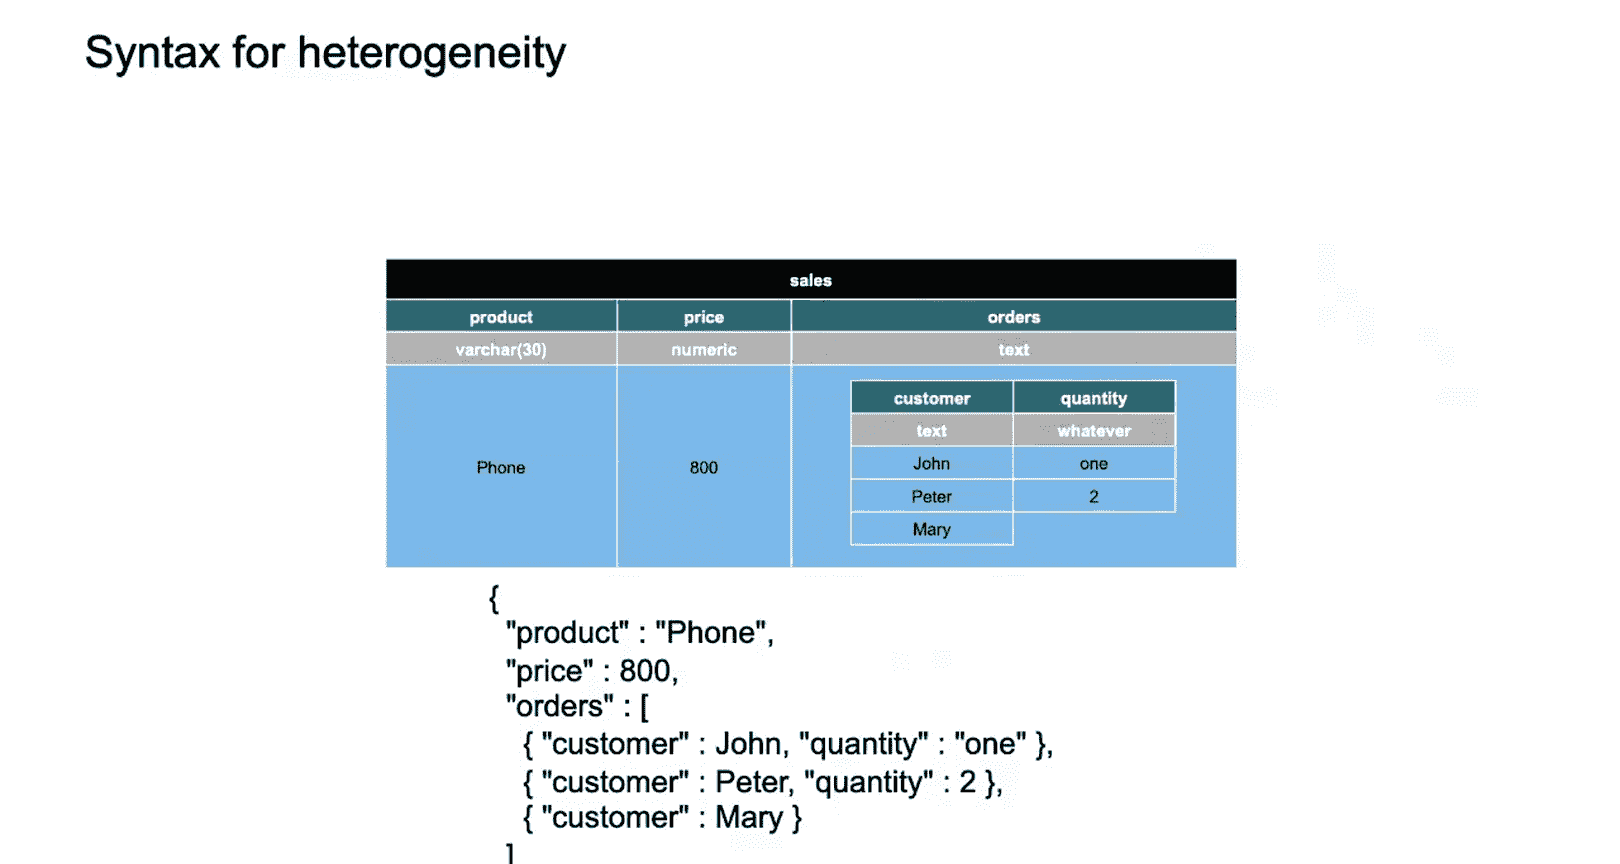 Syntax for heterogeneity
sales
product price orders
varchar(30) numeric text
customer quantity
text whatever
John one
Phone 800
Peter 2
Mary
{
"product" : "Phone",
"price" : 800,
"orders" : [
{ "customer" : John, "quantity" : "one" },
{ "customer" : Peter, "quantity" : 2 },
{ "customer" : Mary }
]